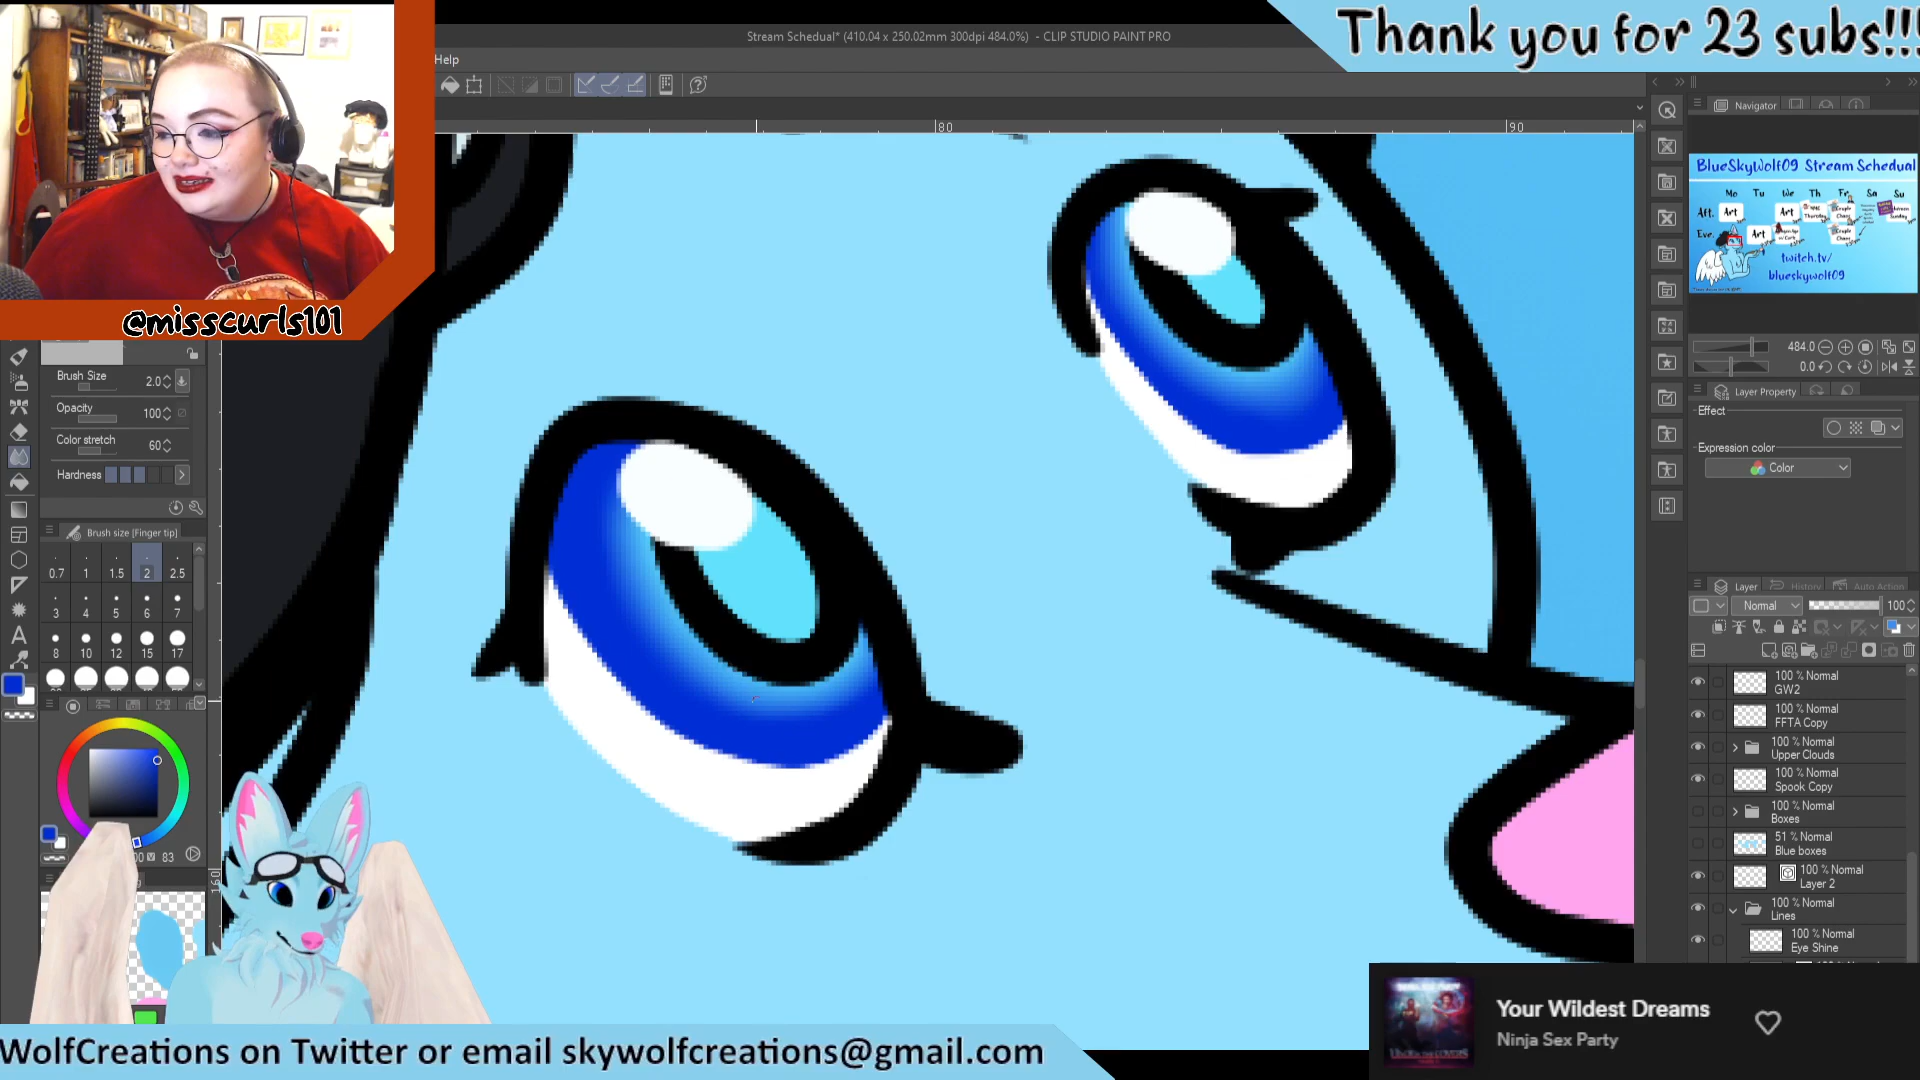 Thank you for 23 subs!!!
Stream Schedual* (410.04 x 250.02mm 300dpi 484.0%) - CLIP STUDIO PAINT PRO
Help
80
90
@misscurls101
Brush Size 2.0
Opacity 100
Color stretch 60
Hardness
Brush size [Finger tip]
0.7 1 1.5 2 2.5
3 4 5 6 7
8 10 12 15 17
83
160
Navigator
BlueSkyWolf09 Stream Schedual
Mo Tu We Th Fr Sa Su
Aft. Art Art
Eve. Art
twitch.tv/
blueskywolf09
484.0
0.0
Layer Property
Effect
Expression color
Color
Layer History Auto Action
Normal 100
100 % Normal
GW2
100 % Normal
FFTA Copy
100 % Normal
Upper Clouds
100 % Normal
Spook Copy
100 % Normal
Boxes
51 % Normal
Blue boxes
100 % Normal
Layer 2
100 % Normal
Lines
100 % Normal
Eye Shine
Your Wildest Dreams
Ninja Sex Party
WolfCreations on Twitter or email skywolfcreations@gmail.com